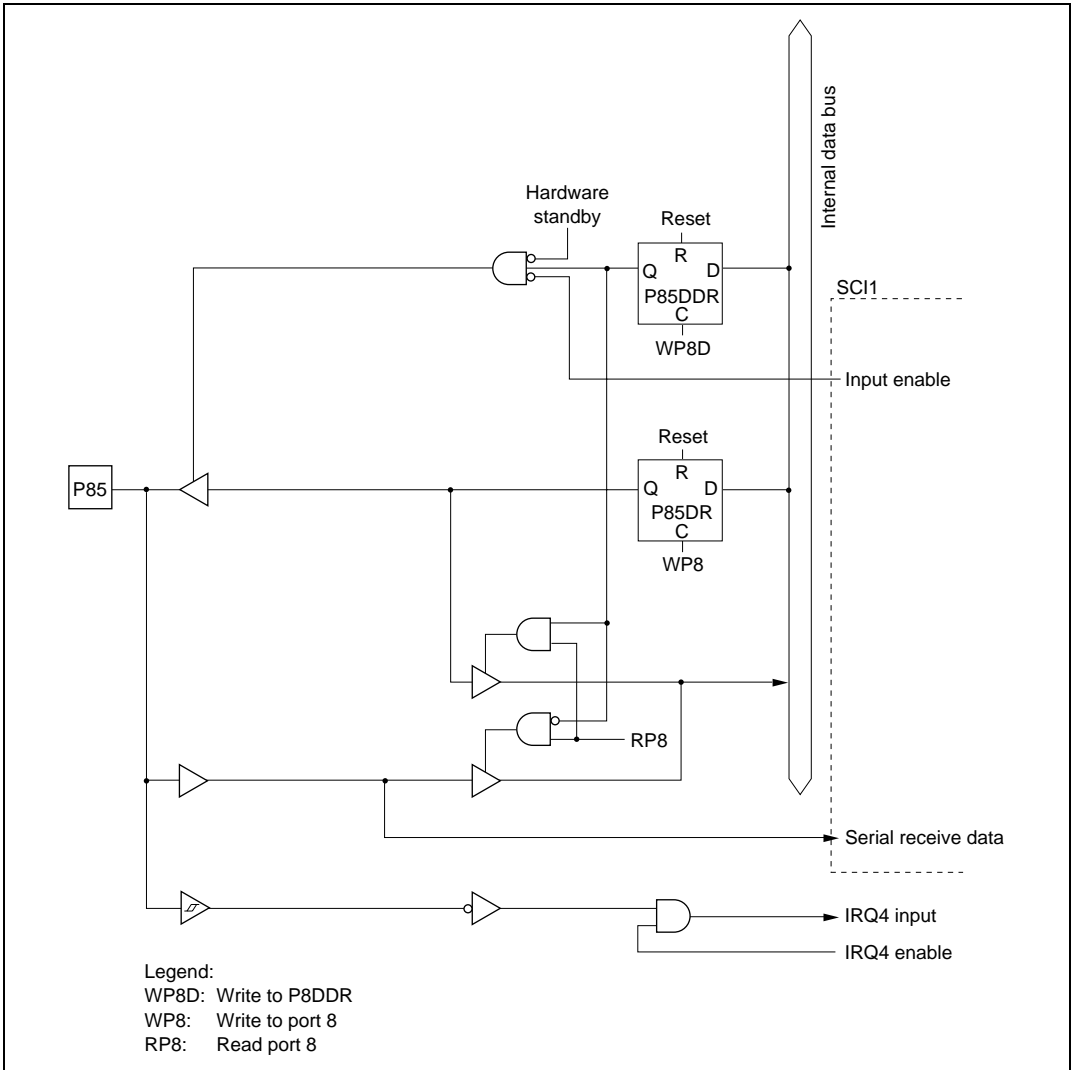 Internal data bus
Hardware
standby
Reset
R
Q
D
P85DDR
C
WP8D
SCI1
Input enable
Reset
R
P85
Q
D
P85DR
C
WP8
RP8
Serial receive data
IRQ4 input
IRQ4 enable
Legend:
WP8D: Write to P8DDR
WP8: Write to port 8
RP8: Read port 8